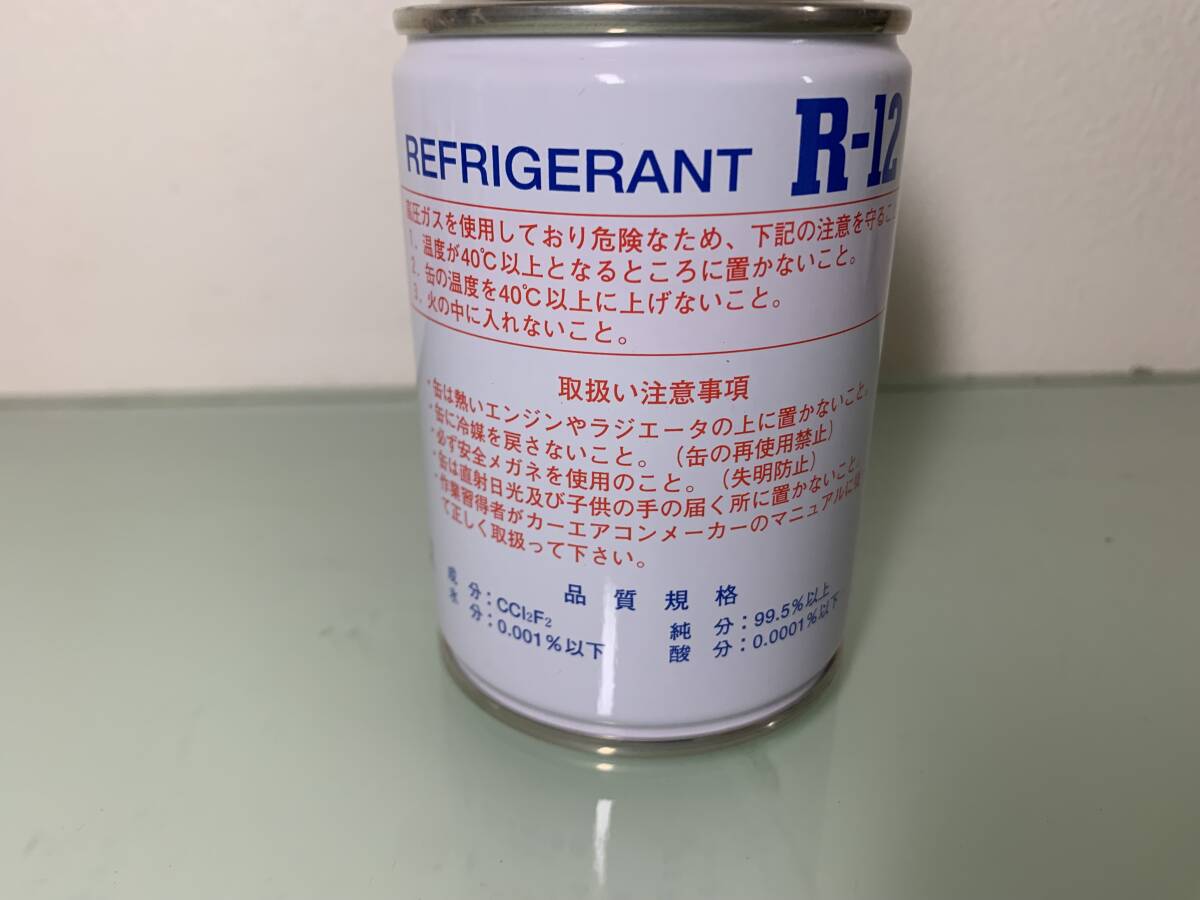 REFRIGERANT R-12
高圧ガスを使用しており危険なため、下記の注意を守るこ
1. 温度が40℃以上となるところに置かないこと。
2. 缶の温度を40℃以上に上げないこと。
3. 火の中に入れないこと。
取扱い注意事項
・缶は熱いエンジンやラジエータの上に置かないこと。
・缶に冷媒を戻さないこと。（缶の再使用禁止）
・必ず安全メガネを使用のこと。（失明防止）
・缶は直射日光及び子供の手の届く所に置かないこと。
・作業習得者がカーエアコンメーカーのマニュアルに従
て正しく取扱って下さい。
品質規格
成分：CCl₂F₂ 純分：99.5％以上
水分：0.001％以下 酸分：0.0001％以下